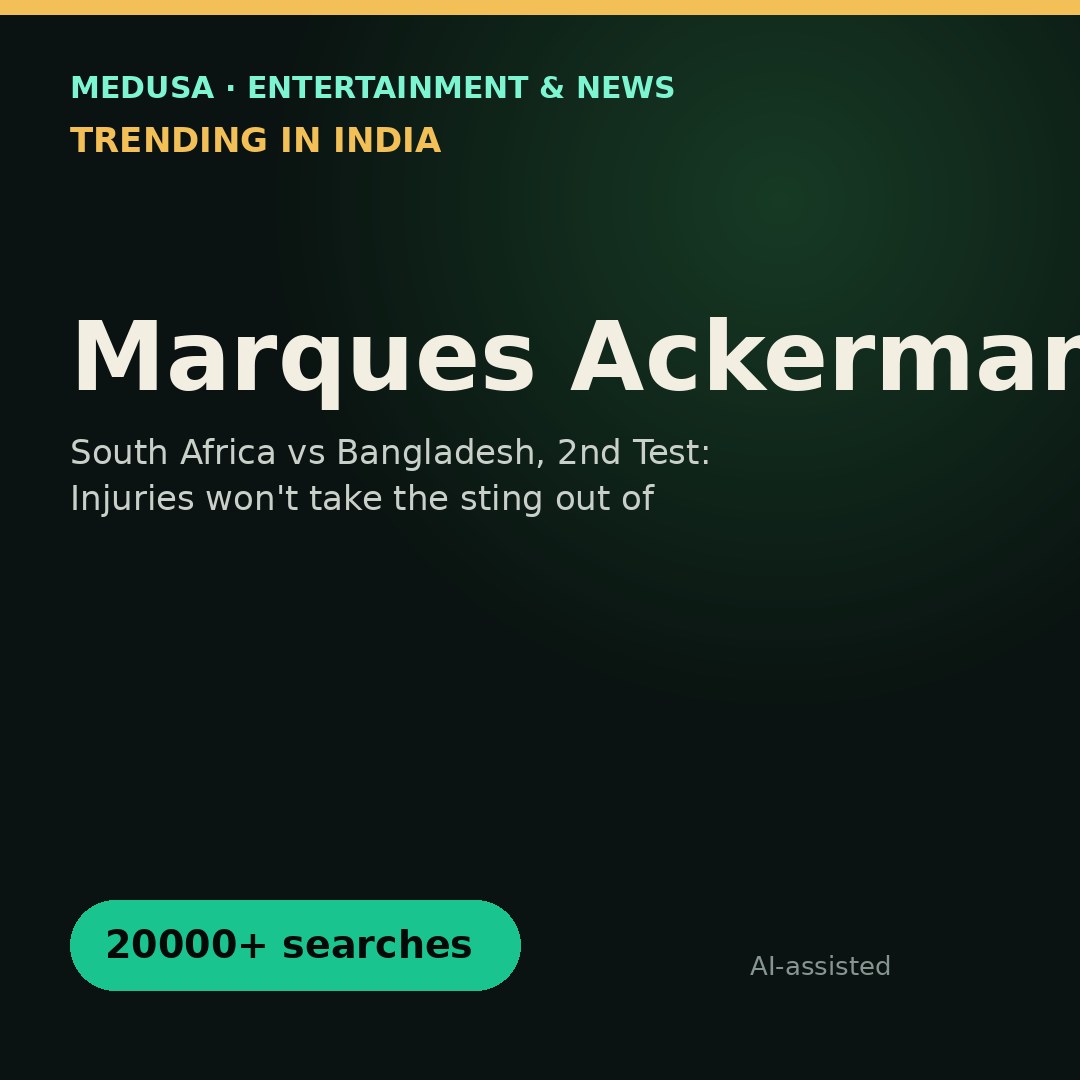 MEDUSA · ENTERTAINMENT & NEWS
TRENDING IN INDIA
Marques Ackerman
South Africa vs Bangladesh, 2nd Test:
Injuries won't take the sting out of
20000+ searches
AI-assisted